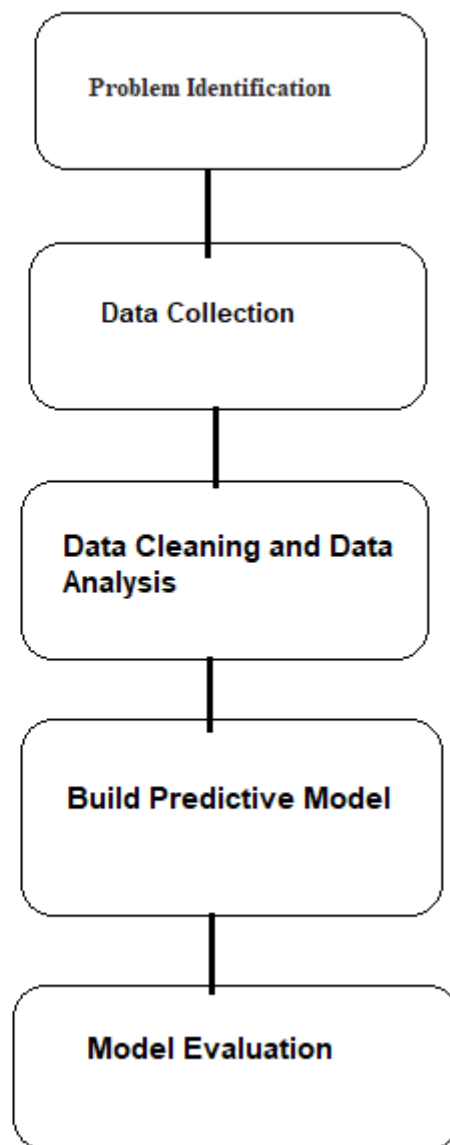 Problem Identification
Data Collection
Data Cleaning and Data
Analysis
Build Predictive Model
Model Evaluation